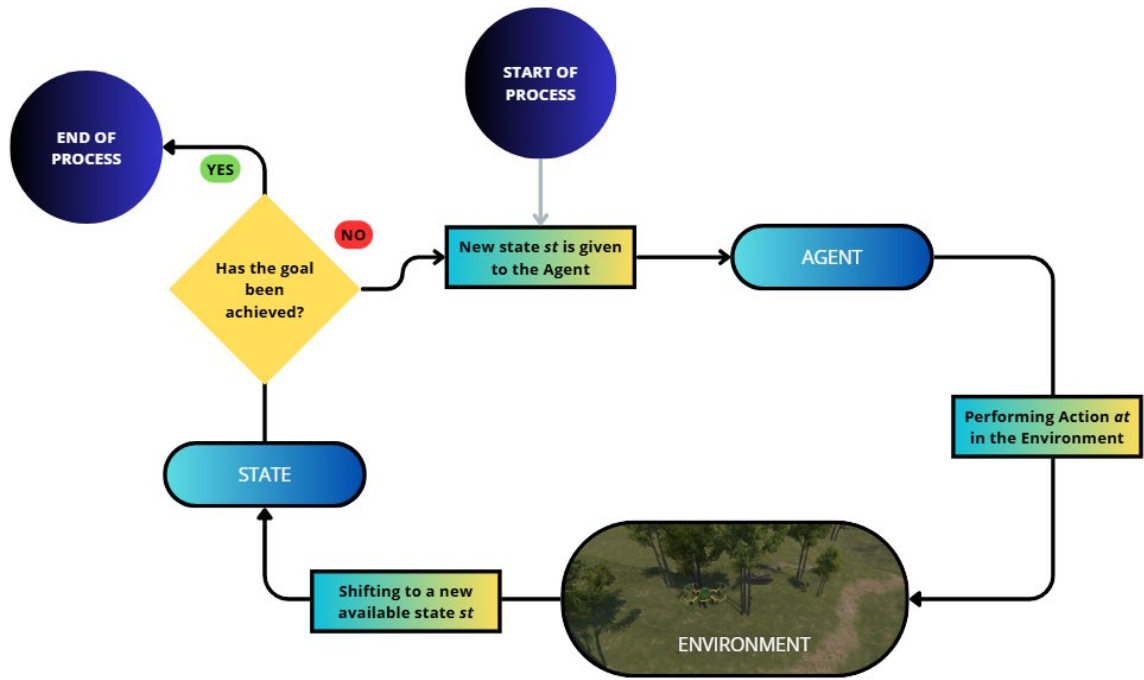 START OF
PROCESS
END OF
PROCESS
YES
NO
New state st is given
to the Agent
AGENT
Has the goal
been
achieved?
Performing Action at
in the Environment
STATE
Shifting to a new
available state st
ENVIRONMENT